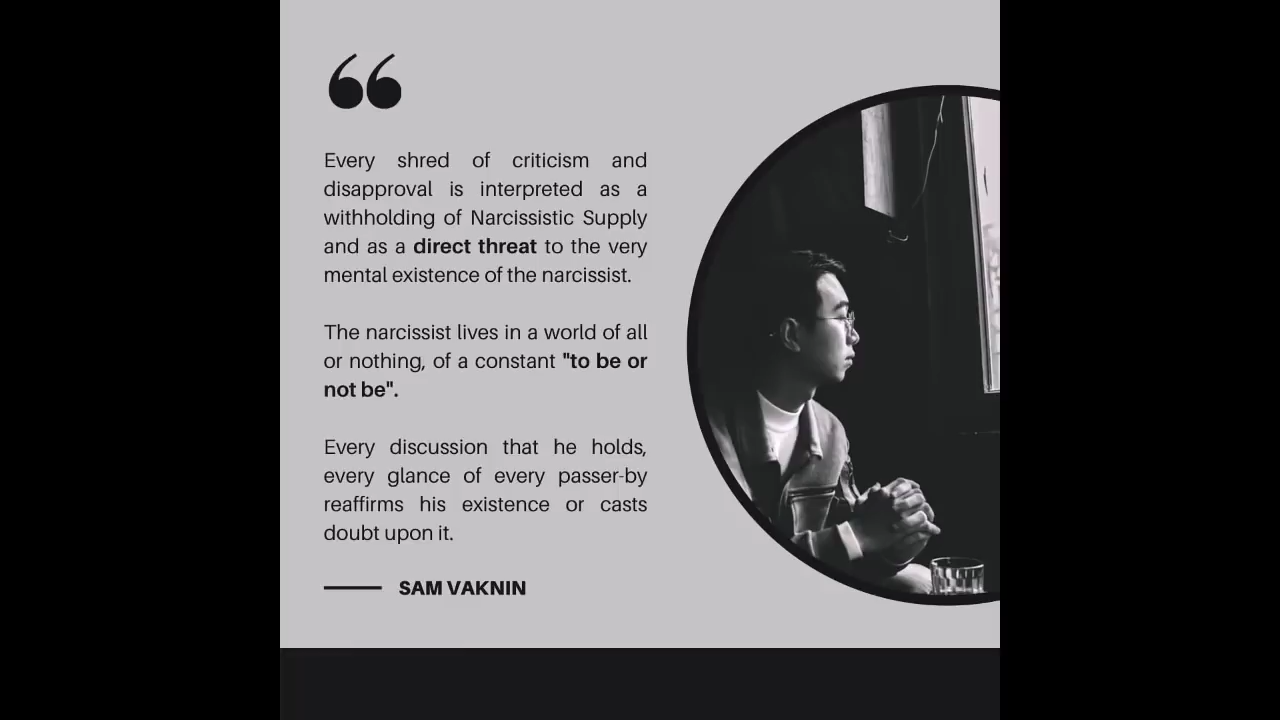 Every shred of criticism and
disapproval is interpreted as a
withholding of Narcissistic Supply
and as a direct threat to the very
mental existence of the narcissist.
The narcissist lives in a world of all
or nothing, of a constant "to be or
not be".
Every discussion that he holds,
every glance of every passer-by
reaffirms his existence or casts
doubt upon it.
SAM VAKNIN